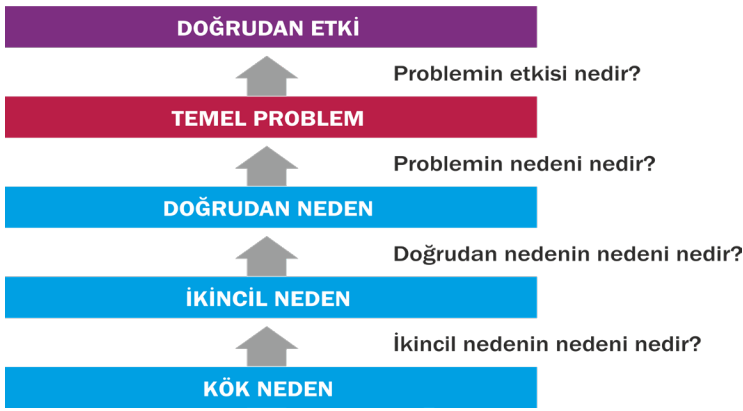 DOĞRUDAN ETKİ
Problemin etkisi nedir?
TEMEL PROBLEM
Problemin nedeni nedir?
DOĞRUDAN NEDEN
Doğrudan nedenin nedeni nedir?
İKİNCİL NEDEN
İkincil nedenin nedeni nedir?
KÖK NEDEN